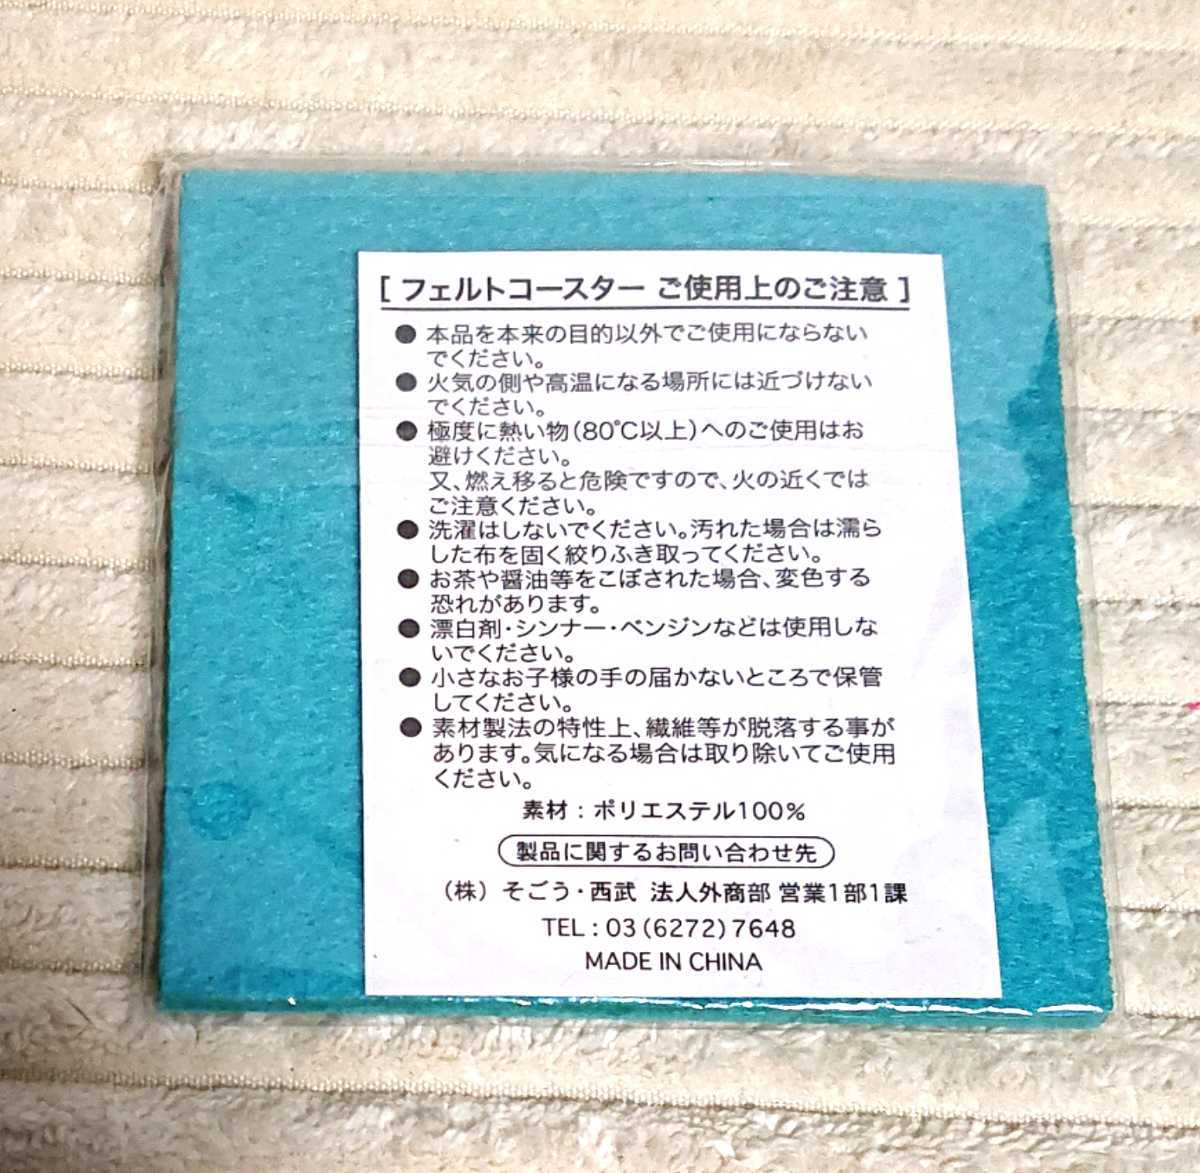 [ フェルトコースター ご使用上のご注意 ]
● 本品を本来の目的以外でご使用にならない
でください。
● 火気の側や高温になる場所には近づけない
でください。
● 極度に熱い物(80℃以上)へのご使用はお
避けください。
又、燃え移ると危険ですので、火の近くでは
ご注意ください。
● 洗濯はしないでください。汚れた場合は濡ら
した布を固く絞りふき取ってください。
● お茶や醤油等をこぼされた場合、変色する
恐れがあります。
● 漂白剤・シンナー・ベンジンなどは使用しな
いでください。
● 小さなお子様の手の届かないところで保管
してください。
● 素材製法の特性上、繊維等が脱落する事が
あります。気になる場合は取り除いてご使用
ください。
素材：ポリエステル100%
製品に関するお問い合わせ先
（株）そごう・西武 法人外商部 営業1部1課
TEL : 03(6272)7648
MADE IN CHINA